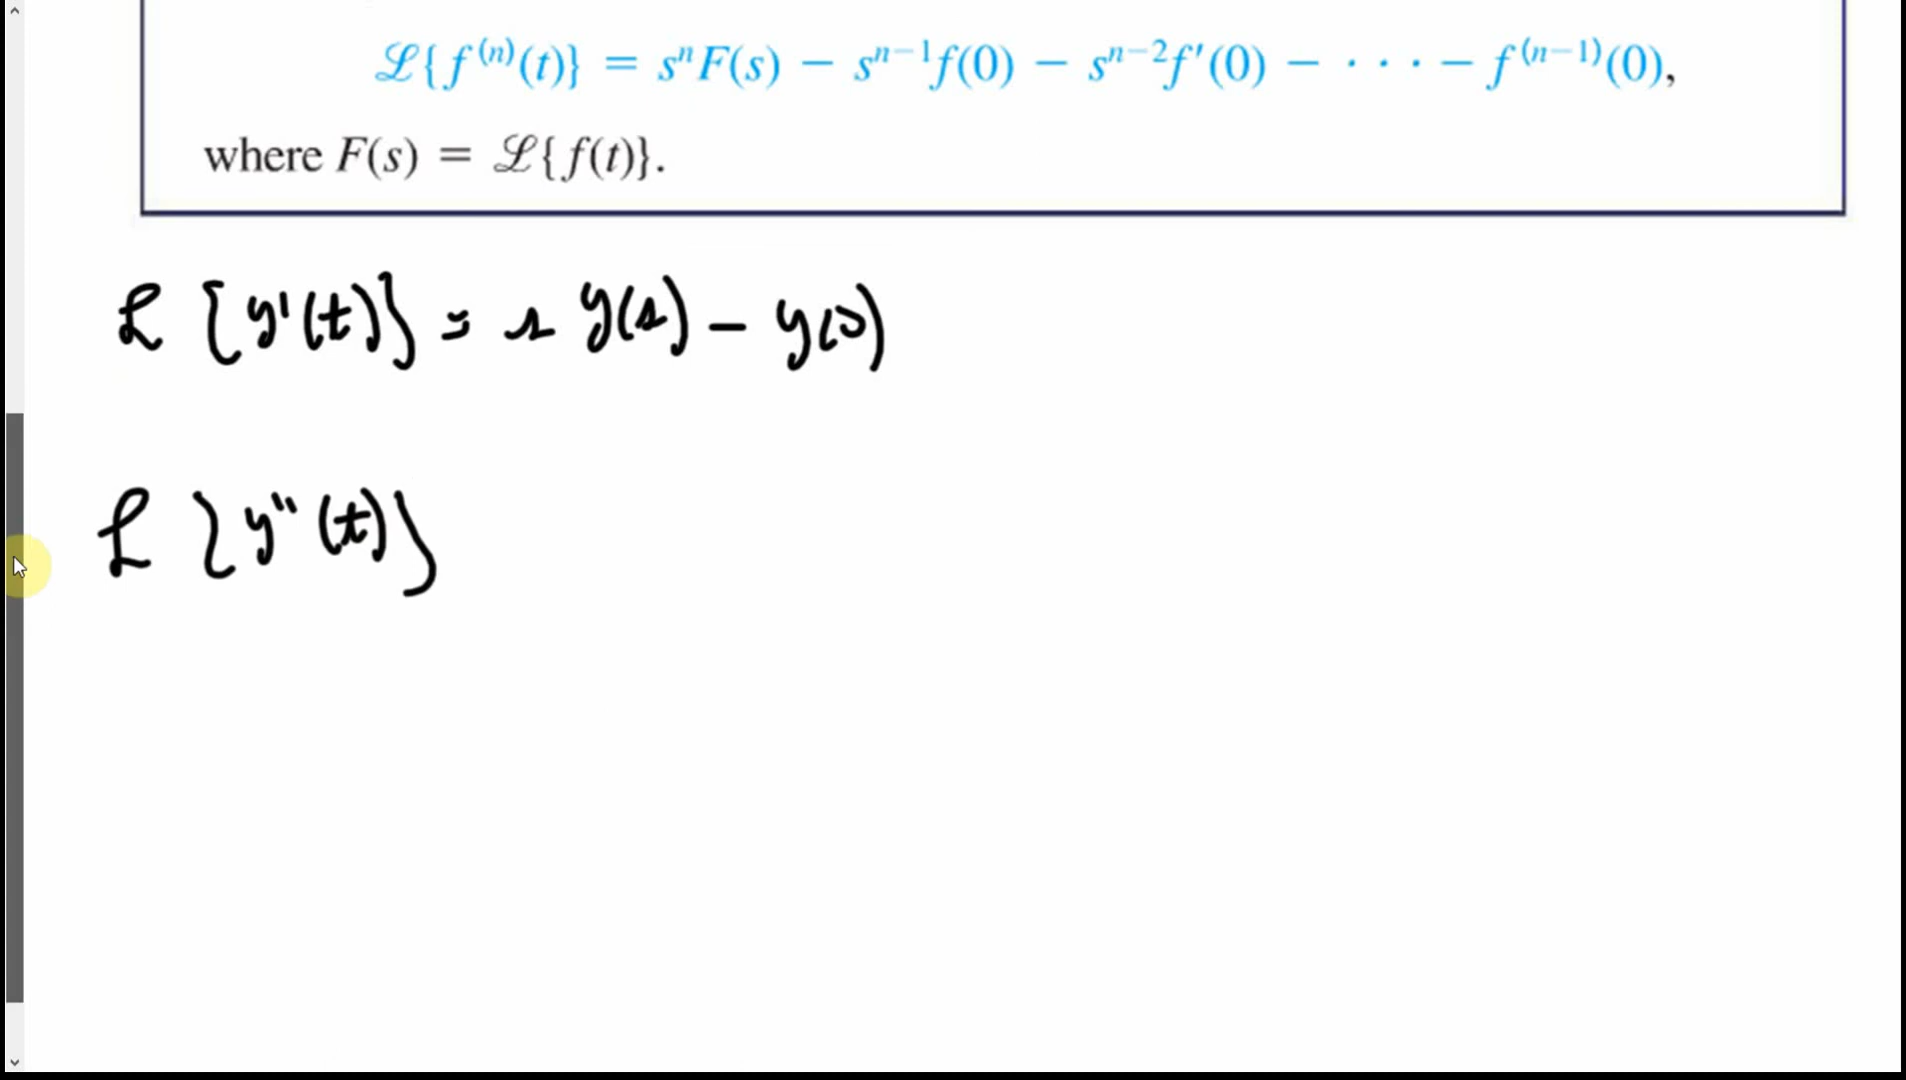 ℒ{f⁽ⁿ⁾(t)} = sⁿF(s) − sⁿ⁻¹f(0) − sⁿ⁻²f′(0) − · · · − f⁽ⁿ⁻¹⁾(0),
where F(s) = ℒ{f(t)}.
ℒ {y'(t)} = s Y(s) − y(0)
ℒ {y''(t)}